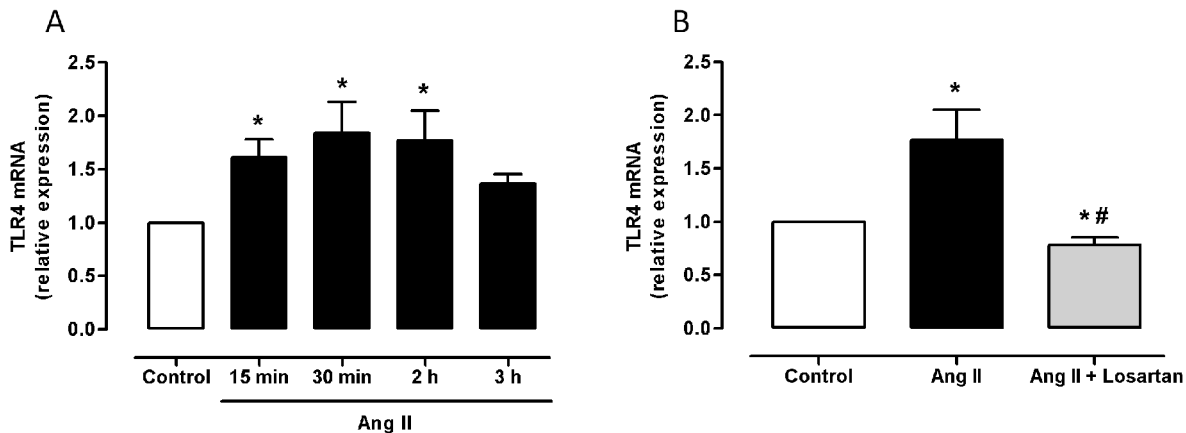 A
TLR4 mRNA
(relative expression)
2.5
2.0
1.5
1.0
0.5
0.0
*
*
*
Control 15 min 30 min 2 h 3 h
Ang II
B
TLR4 mRNA
(relative expression)
2.5
2.0
1.5
1.0
0.5
0.0
*
* #
Control Ang II Ang II + Losartan